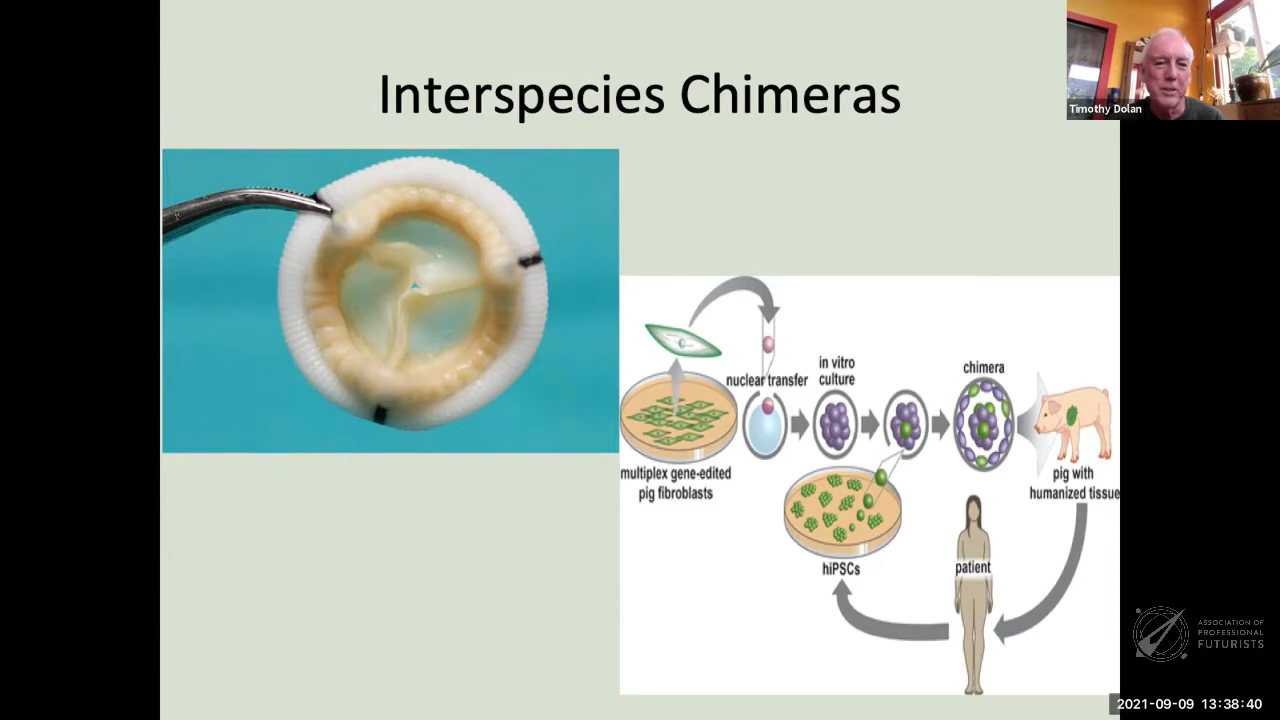 Interspecies Chimeras
Timothy Dolan
nuclear transfer
in vitro
culture
chimera
multiplex gene-edited
pig fibroblasts
pig with
humanized tissue
hiPSCs
patient
ASSOCIATION OF
PROFESSIONAL
FUTURISTS
2021-09-09 13:38:40